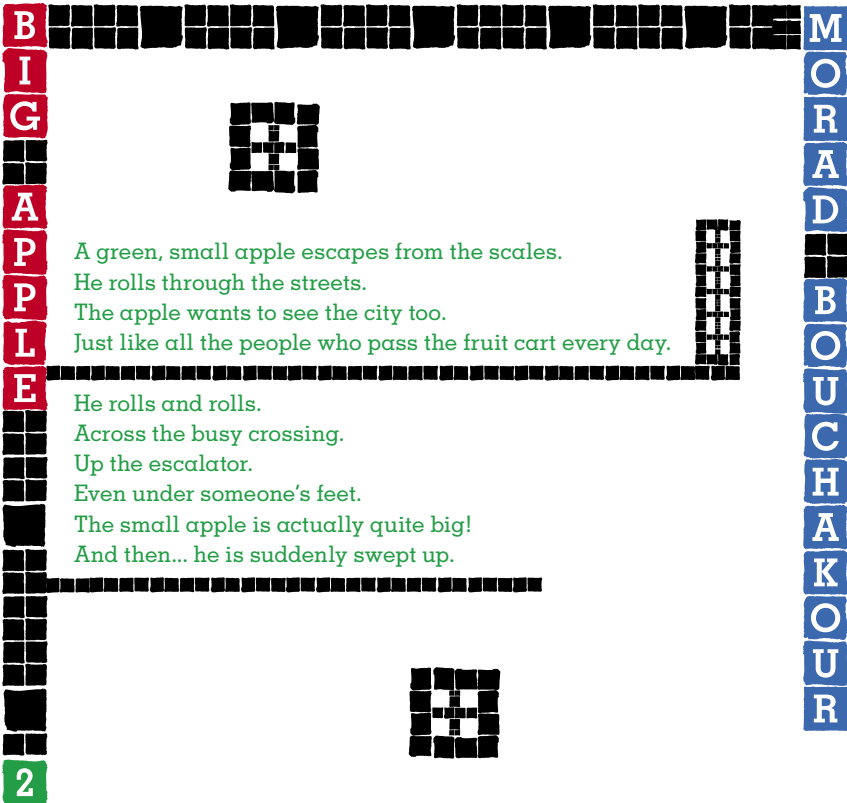 BIG APPLE
A green, small apple escapes from the scales.
He rolls through the streets.
The apple wants to see the city too.
Just like all the people who pass the fruit cart every day.
He rolls and rolls.
Across the busy crossing.
Up the escalator.
Even under someone’s feet.
The small apple is actually quite big!
And then... he is suddenly swept up.
MORAD BOUCHAKOUR
2